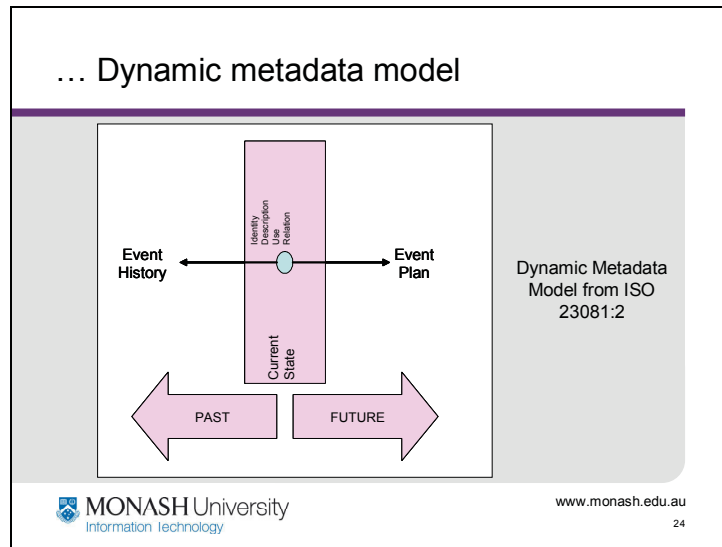 … Dynamic metadata model
Identity
Description
Use
Relation
Event
History
Event
Plan
Current
State
PAST
FUTURE
Dynamic Metadata
Model from ISO
23081:2
MONASH University
Information Technology
www.monash.edu.au
24